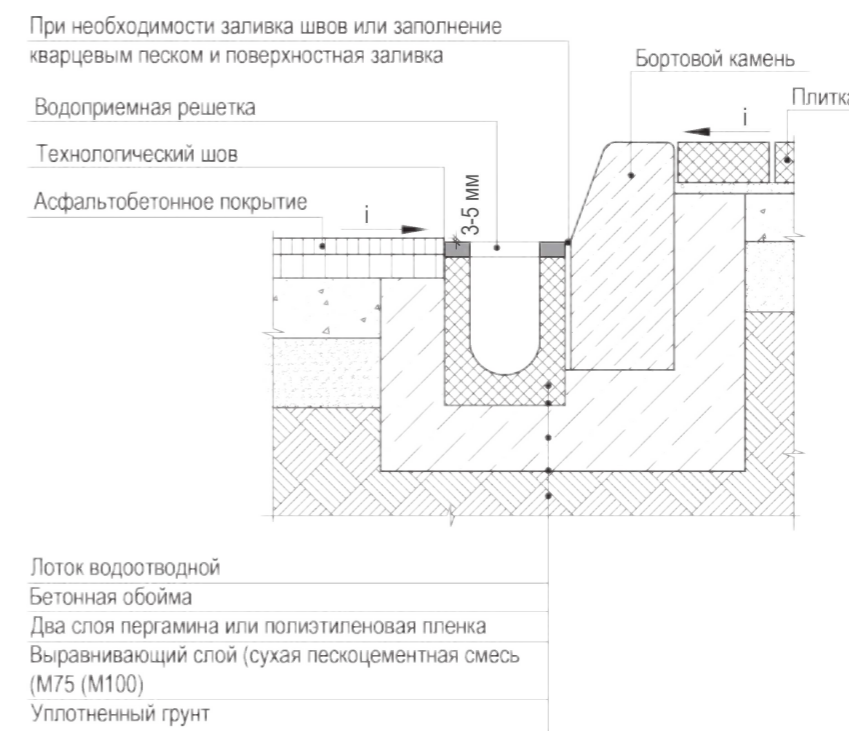 При необходимости заливка швов или заполнение
кварцевым песком и поверхностная заливка
Бортовой камень
Плитка
Водоприемная решетка
i
Технологический шов
3-5 мм
Асфальтобетонное покрытие
i
Лоток водоотводной
Бетонная обойма
Два слоя пергамина или полиэтиленовая пленка
Выравнивающий слой (сухая пескоцементная смесь
(М75 (М100)
Уплотненный грунт